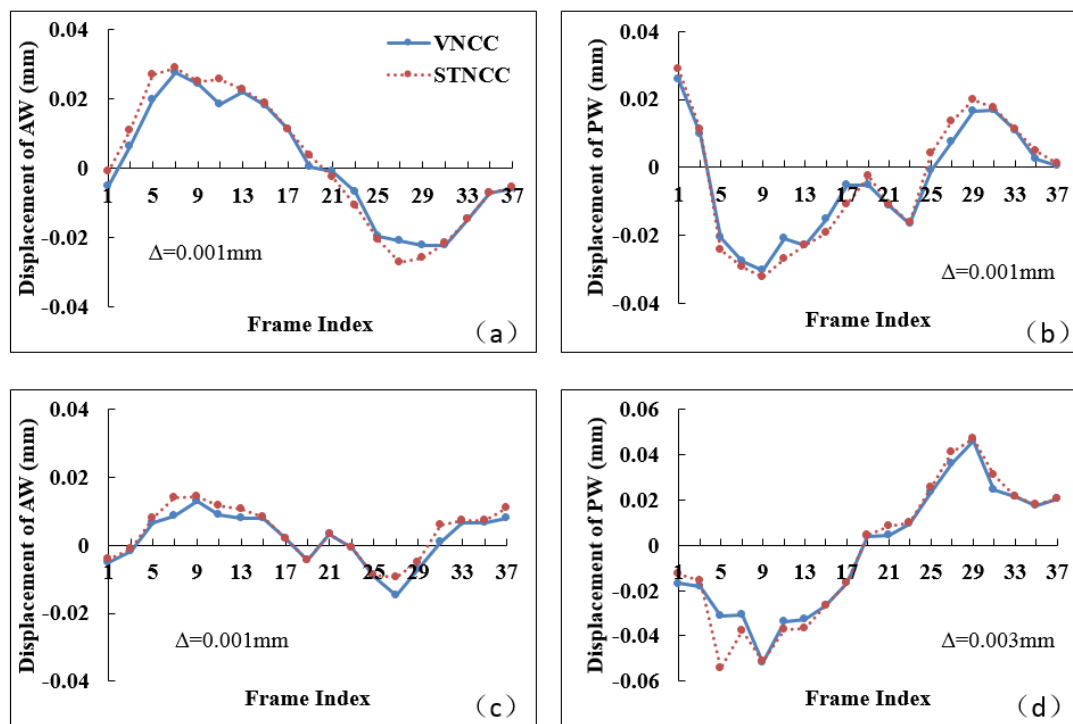 Displacement of AW (mm)
0.04
0.02
0
-0.02
-0.04
1 5 9 13 17 21 25 29 33 37
VNCC
STNCC
Δ=0.001mm
Frame Index
（a）
Displacement of PW (mm)
0.04
0.02
0
-0.02
-0.04
1 5 9 13 17 21 25 29 33 37
Δ=0.001mm
Frame Index
（b）
Displacement of AW (mm)
0.04
0.02
0
-0.02
-0.04
1 5 9 13 17 21 25 29 33 37
Δ=0.001mm
Frame Index
（c）
Displacement of PW (mm)
0.06
0.04
0.02
0
-0.02
-0.04
-0.06
1 5 9 13 17 21 25 29 33 37
Δ=0.003mm
Frame Index
（d）